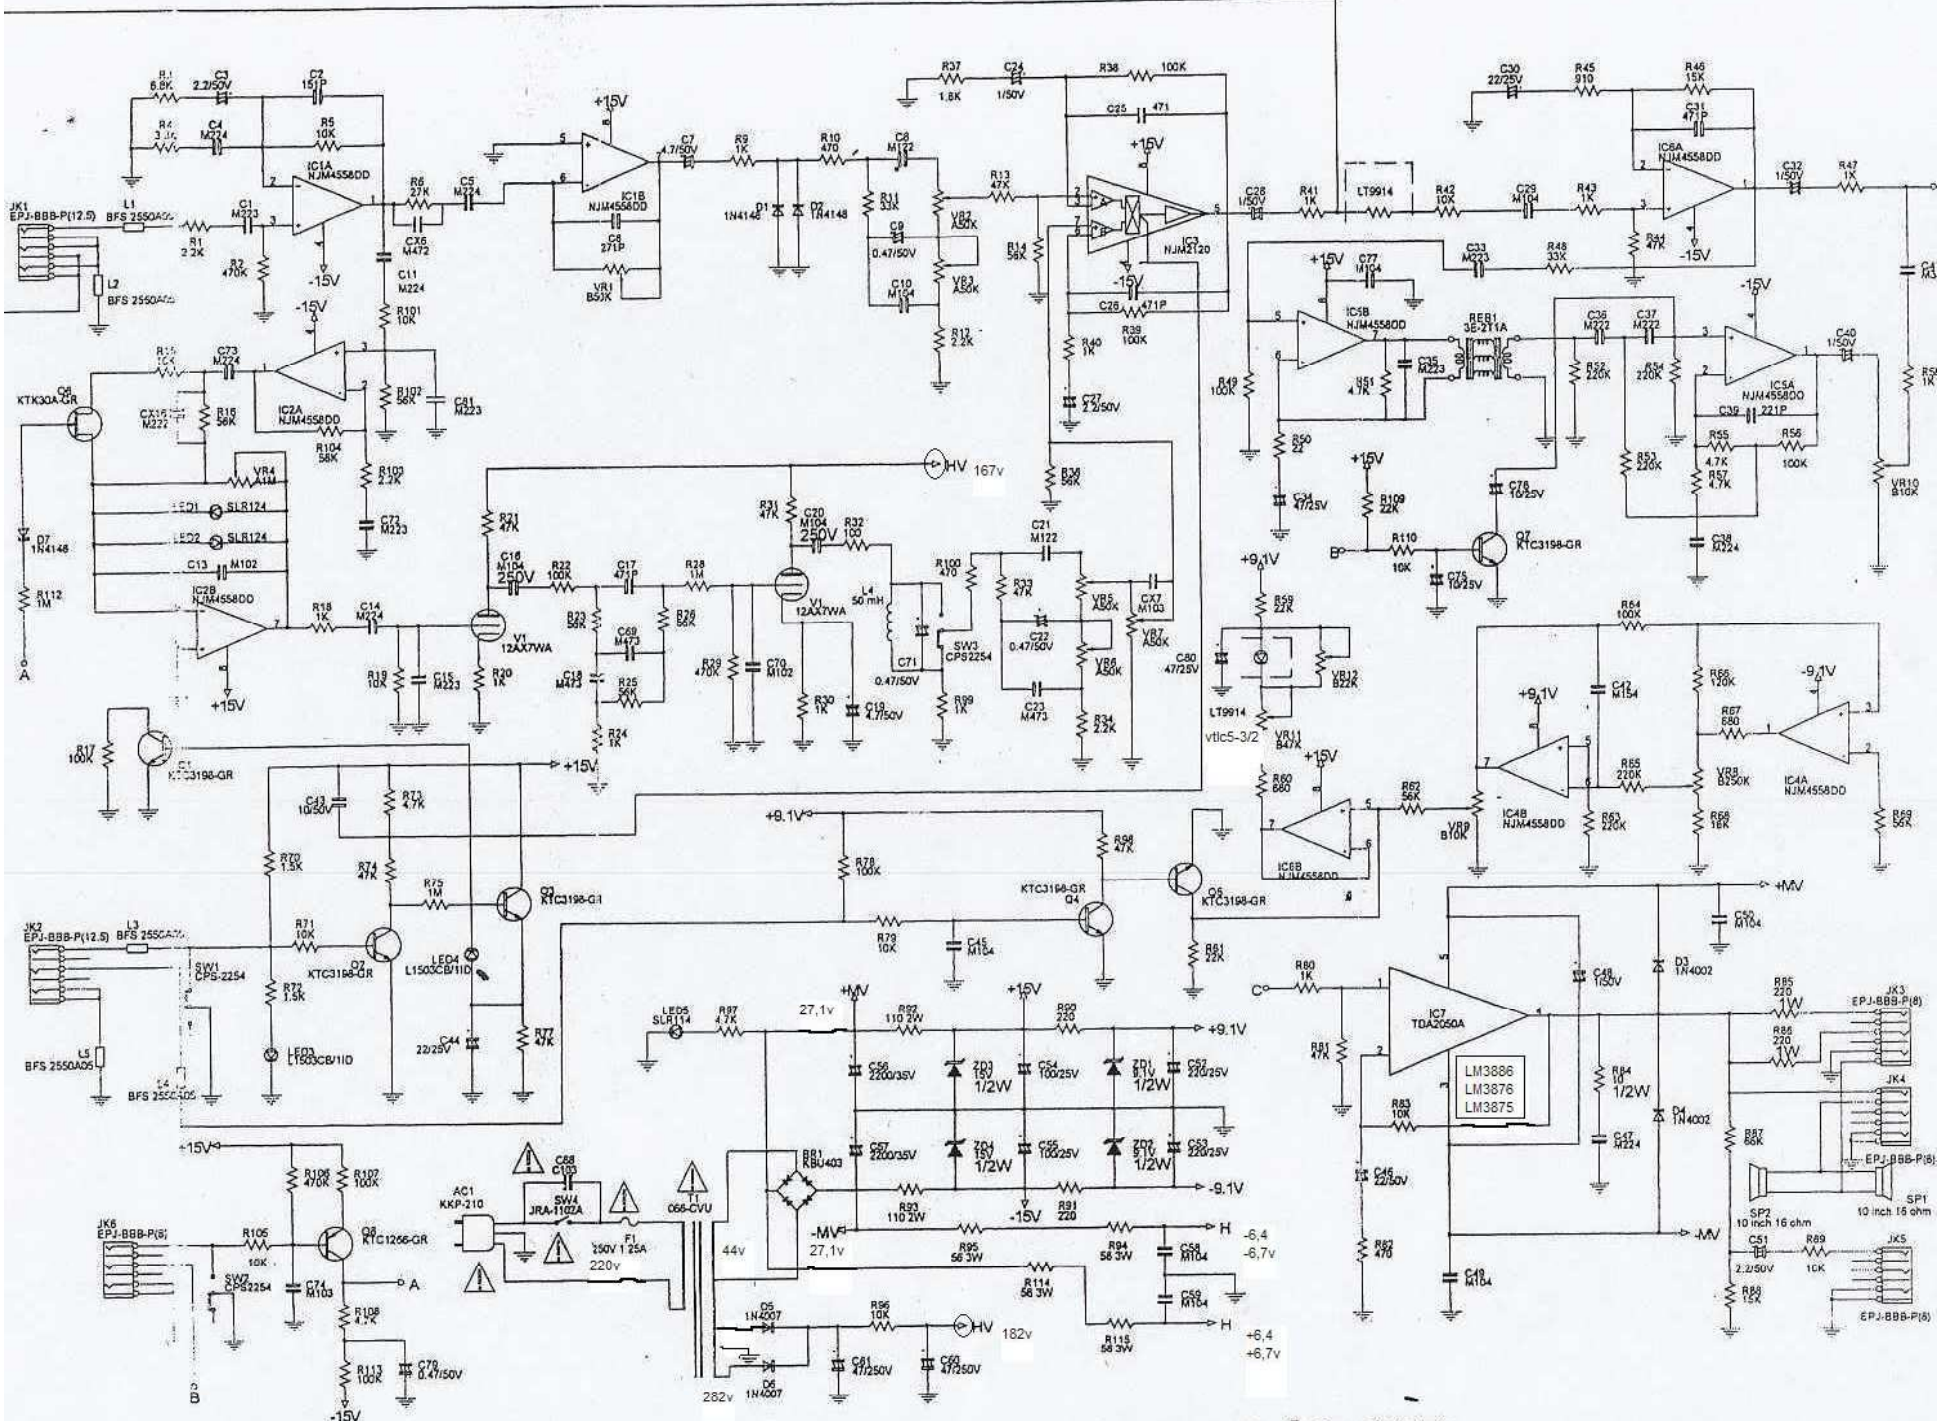 C3
2.2/50V
C2
151P
R4
C4
M224
R5
10K
IC1A
NJM4558DD
JK1
EPJ-BBB-P(12.5)
L1
BFS 2550A05
C1
M223
R1
2.2K
R2
470K
L2
BFS 2550A05
-15V
R6
27K
C5
M224
CX6
M472
C11
M224
R101
10K
+15V
IC1B
NJM4558DD
C6
271P
VR1
C7
4.7/50V
R9
1K
R10
470
C8
M122
D1
1N4148
D2
1N4148
R11
33K
C9
0.47/50V
C10
M104
VR2
A50K
VR3
A50K
R12
2.2K
R13
47K
R14
56K
R37
1.8K
C24
1/50V
R38
100K
C25
471
+15V
IC3
NJM2120
-15V
C26
471P
R39
100K
R40
1K
C27
2.2/50V
R36
56K
C28
1/50V
R41
1K
LT9914
R42
10K
C29
M104
R43
1K
R44
47K
C30
22/25V
R45
910
R46
15K
C31
471P
IC6A
NJM4558DD
-15V
C32
1/50V
R47
1K
C33
M223
R48
33K
+15V
C77
M104
NJM4558DD
R49
100K
R50
22
C34
47/25V
R51
4.7K
C35
M223
REB1
3E-2T1A
C36
M222
C37
M222
R52
220K
R54
220K
R53
220K
-15V
IC5A
NJM4558DD
C39
221P
R55
4.7K
R56
100K
R57
4.7K
C38
M224
C40
1/50V
VR10
B10K
+15V
R109
22K
B
R110
10K
C75
10/25V
C76
10/25V
Q7
KTC3198-GR
-15V
C73
M224
IC2A
NJM4558DD
R102
56K
C81
M223
Q6
KTK30A-GR
CX16
M222
R16
56K
R104
56K
R103
2.2K
C72
M223
VR4
A1M
LED1
SLR124
LED2
SLR124
C13
M102
D7
1N4148
R112
1M
A
IC2B
NJM4558DD
+15V
R18
1K
C14
M224
R19
10K
C15
M223
R20
1K
V1
12AX7WA
R21
47K
C16
M104
250V
R22
100K
C17
471P
R28
1M
R23
56K
R26
56K
C69
M473
C18
M473
R25
56K
R24
1K
R29
470K
C70
M102
R31
47K
V1
12AX7WA
R30
1K
C19
4.7/50V
C20
M104
250V
R32
100
HV
167v
L4
50 mH
C71
0.47/50V
SW3
CPS2254
R99
1K
R100
470
C21
M122
R33
47K
C22
0.47/50V
C23
M473
VR5
A50K
VR6
A50K
R34
2.2K
CX7
M103
VR7
A50K
+9.1V
R59
22K
C80
47/25V
VR12
B22K
LT9914
vtlc5-3/2
VR11
B47K
R60
680
+15V
IC6B
NJM4558DD
R62
56K
VR9
B10K
R64
100K
C42
M154
+9.1V
IC4B
NJM4558DD
R63
220K
R65
220K
R66
120K
R67
680
VR8
B250K
R68
16K
-9.1V
IC4A
NJM4558DD
R69
56K
R17
100K
KTC3198-GR
+15V
C43
10/50V
R73
4.7K
R74
47K
R75
1M
R70
1.5K
R71
10K
R72
1.5K
Q2
KTC3198-GR
LED3
L1503CB/1ID
LED4
L1503CB/1ID
C44
22/25V
R77
47K
JK2
EPJ-BBB-P(12.5)
L3
BFS 2550A05
SW1
CPS-2254
L5
BFS 2550A05
+9.1V
R78
100K
R79
10K
C45
M104
R98
47K
KTC3198-GR
Q4
Q5
KTC3198-GR
R61
22K
LED5
SLR114
R97
4.7K
27,1v
+MV
R92
110 2W
+15V
R90
220
+9.1V
C56
2200/35V
ZD3
15V
1/2W
C54
100/25V
ZD1
9.1V
1/2W
C52
220/25V
C57
2200/35V
ZD4
15V
1/2W
C55
100/25V
ZD2
9.1V
1/2W
C53
220/25V
R93
110 2W
-15V
R91
220
-9.1V
BR1
KBU403
-MV
27,1v
R95
56 3W
R94
56 3W
H
-6,4
-6,7v
C58
M104
C59
M104
R114
56 3W
R115
56 3W
H
+6,4
+6,7v
AC1
KKP-210
C68
C103
SW4
JRA-1102A
F1
250V 1.25A
220v
T1
066-CVU
44v
282v
D5
1N4007
D6
1N4007
R96
10K
C61
47/250V
C60
47/250V
HV
182v
+15V
R106
470K
R107
100K
Q8
KTC1266-GR
JK6
EPJ-BBB-P(8)
R105
10K
SW2
CPS2254
C74
M103
A
R108
4.7K
R113
100K
C79
0.47/50V
-15V
B
C
R80
1K
R81
47K
IC7
TDA2050A
LM3886
LM3876
LM3875
R83
10K
C46
22/50V
R82
470
C49
M104
+MV
C50
M104
C48
1/50V
D3
1N4002
D4
1N4002
R84
10
1/2W
C47
M224
R85
220
1W
R86
220
1W
JK3
EPJ-BBB-P(8)
JK4
EPJ-BBB-P(8)
R87
SP1
10 inch 16 ohm
SP2
10 inch 16 ohm
-MV
C51
2.2/50V
R89
10K
R88
15K
JK5
EPJ-BBB-P(8)